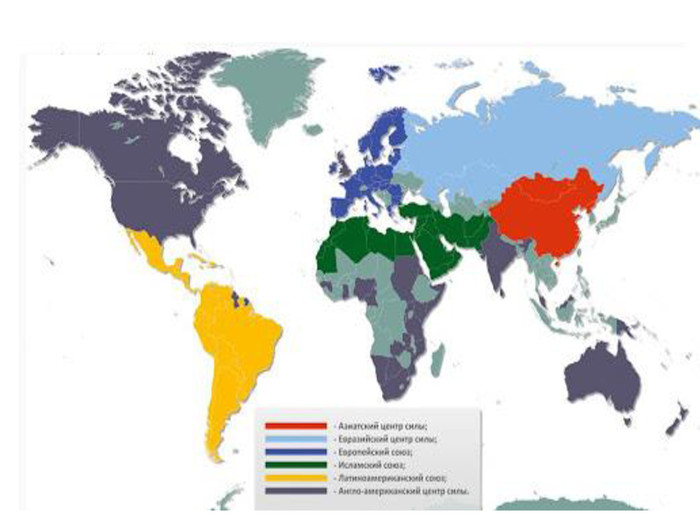 - Азиатский центр силы;
- Евразийский центр силы;
- Европейский союз;
- Исламский союз;
- Латиноамериканский союз;
- Англо-американский центр силы.